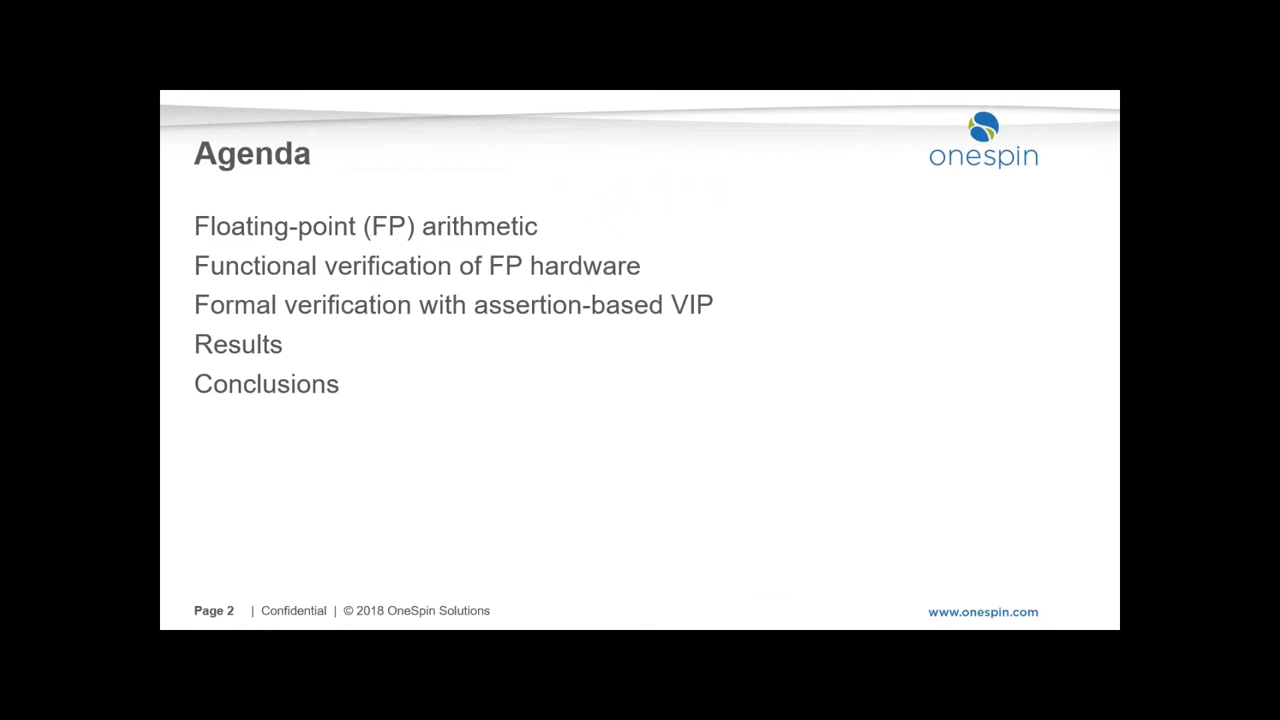 Agenda
onespin
Floating-point (FP) arithmetic
Functional verification of FP hardware
Formal verification with assertion-based VIP
Results
Conclusions
Page 2 | Confidential | © 2018 OneSpin Solutions
www.onespin.com